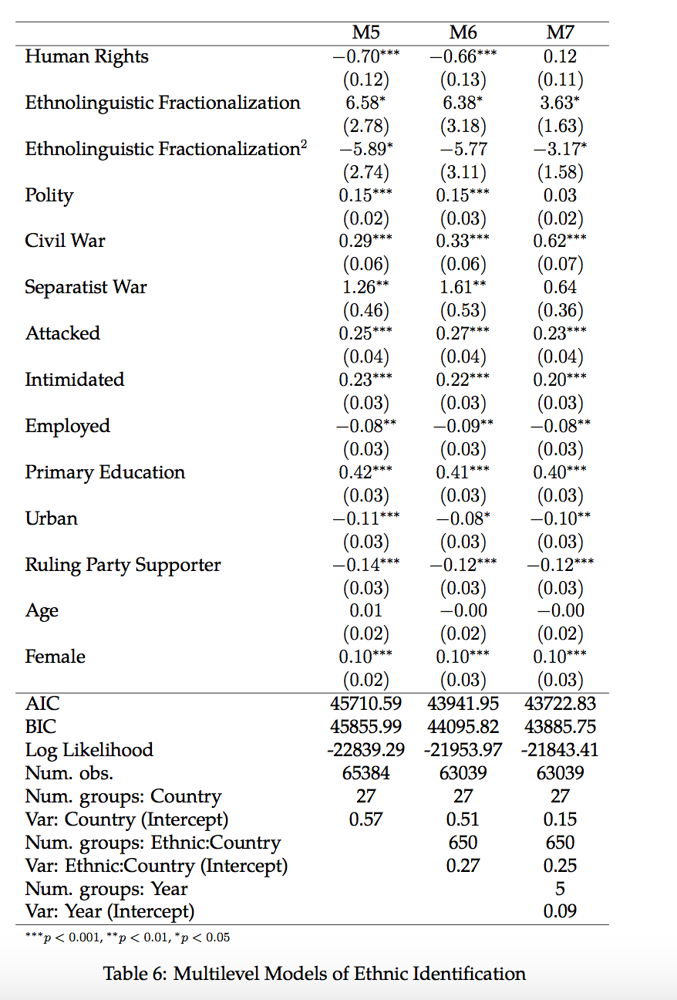 M5 M6 M7
Human Rights −0.70*** −0.66*** 0.12
(0.12) (0.13) (0.11)
Ethnolinguistic Fractionalization 6.58* 6.38* 3.63*
(2.78) (3.18) (1.63)
Ethnolinguistic Fractionalization² −5.89* −5.77 −3.17*
(2.74) (3.11) (1.58)
Polity 0.15*** 0.15*** 0.03
(0.02) (0.03) (0.02)
Civil War 0.29*** 0.33*** 0.62***
(0.06) (0.06) (0.07)
Separatist War 1.26** 1.61** 0.64
(0.46) (0.53) (0.36)
Attacked 0.25*** 0.27*** 0.23***
(0.04) (0.04) (0.04)
Intimidated 0.23*** 0.22*** 0.20***
(0.03) (0.03) (0.03)
Employed −0.08** −0.09** −0.08**
(0.03) (0.03) (0.03)
Primary Education 0.42*** 0.41*** 0.40***
(0.03) (0.03) (0.03)
Urban −0.11*** −0.08* −0.10**
(0.03) (0.03) (0.03)
Ruling Party Supporter −0.14*** −0.12*** −0.12***
(0.03) (0.03) (0.03)
Age 0.01 −0.00 −0.00
(0.02) (0.02) (0.02)
Female 0.10*** 0.10*** 0.10***
(0.02) (0.03) (0.03)
AIC 45710.59 43941.95 43722.83
BIC 45855.99 44095.82 43885.75
Log Likelihood -22839.29 -21953.97 -21843.41
Num. obs. 65384 63039 63039
Num. groups: Country 27 27 27
Var: Country (Intercept) 0.57 0.51 0.15
Num. groups: Ethnic:Country 650 650
Var: Ethnic:Country (Intercept) 0.27 0.25
Num. groups: Year 5
Var: Year (Intercept) 0.09
***p < 0.001, **p < 0.01, *p < 0.05
Table 6: Multilevel Models of Ethnic Identification